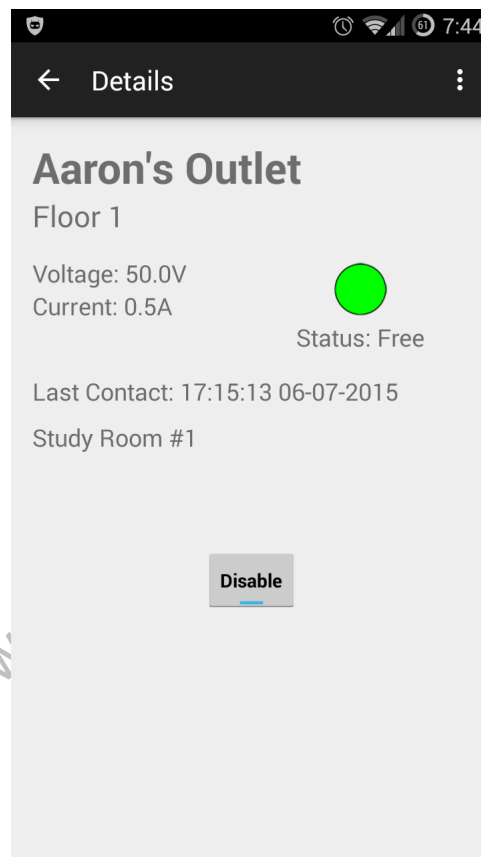 61 7:44
Details
Aaron's Outlet
Floor 1
Voltage: 50.0V
Current: 0.5A
Status: Free
Last Contact: 17:15:13 06-07-2015
Study Room #1
Disable